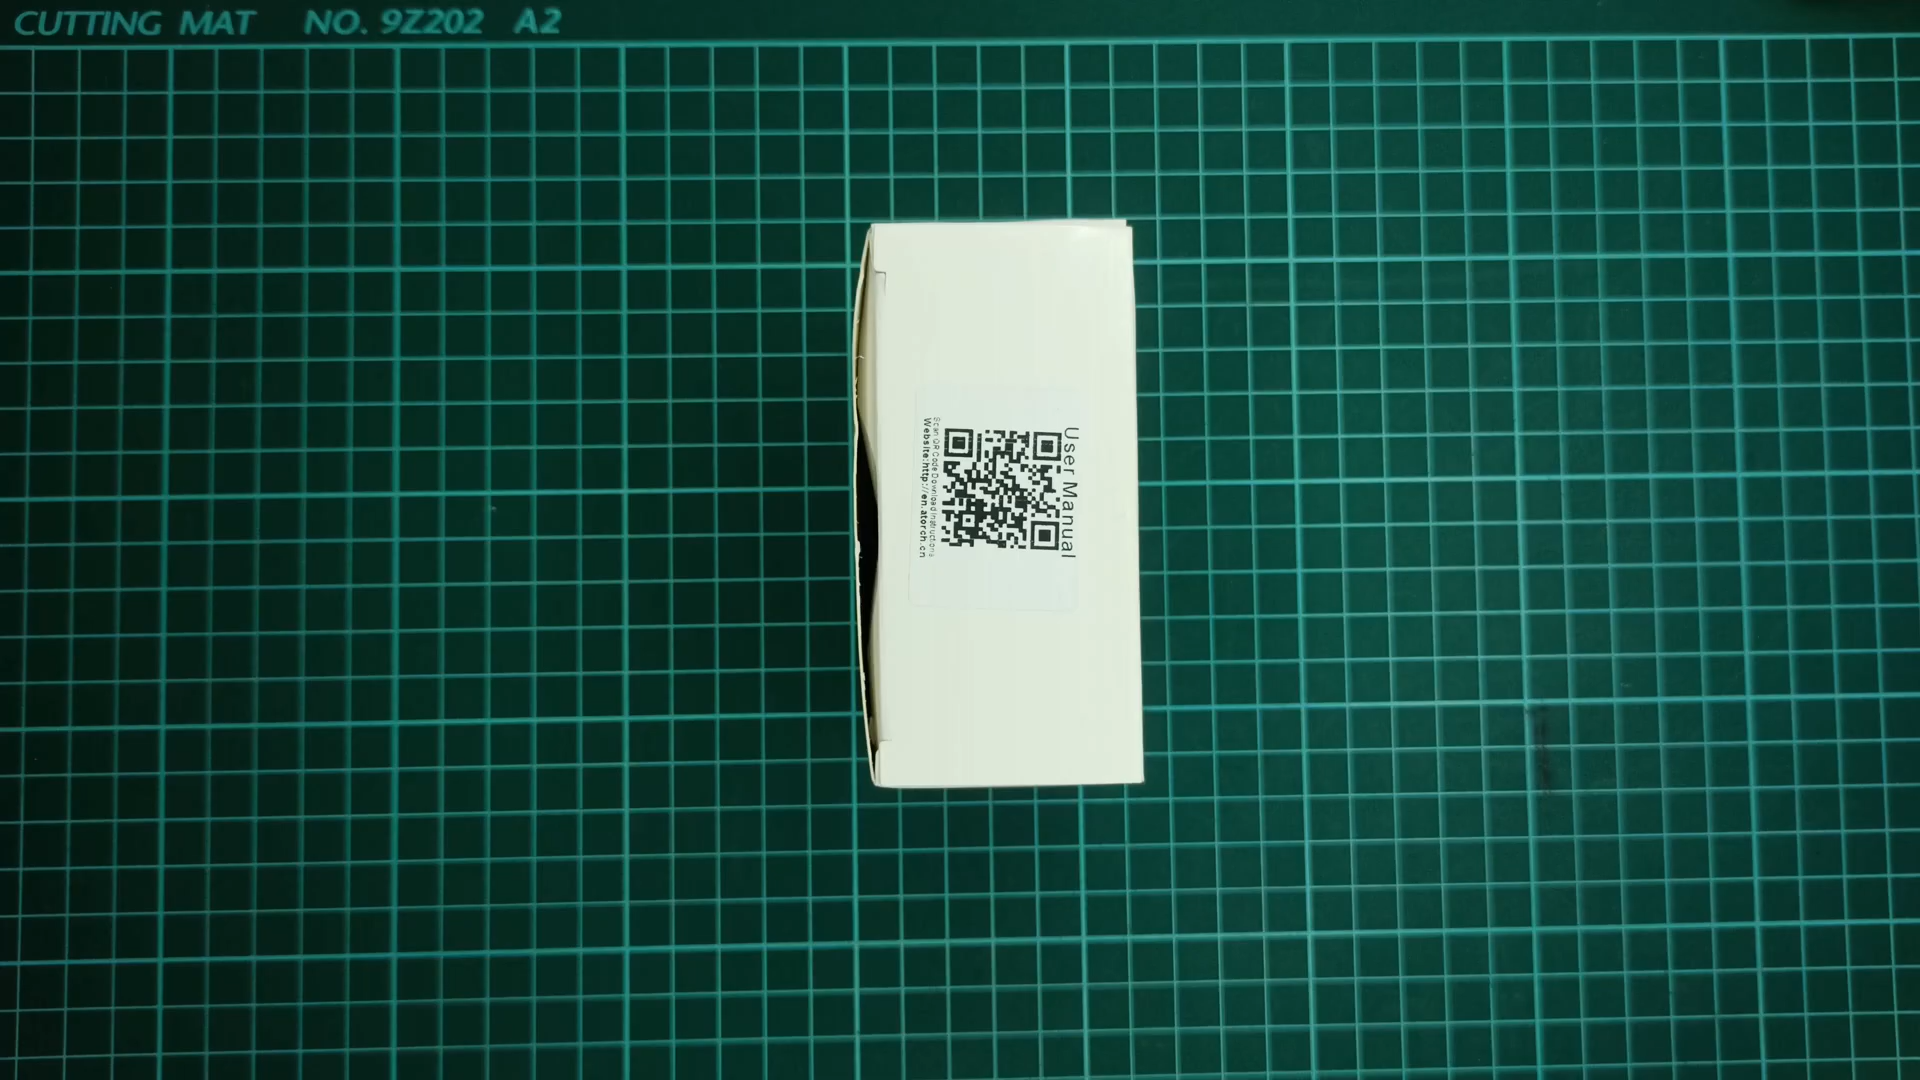 CUTTING MAT NO. 9Z202 A2
User Manual
Scan QR Code Download Instructions
Website:http://en.atorch.cn